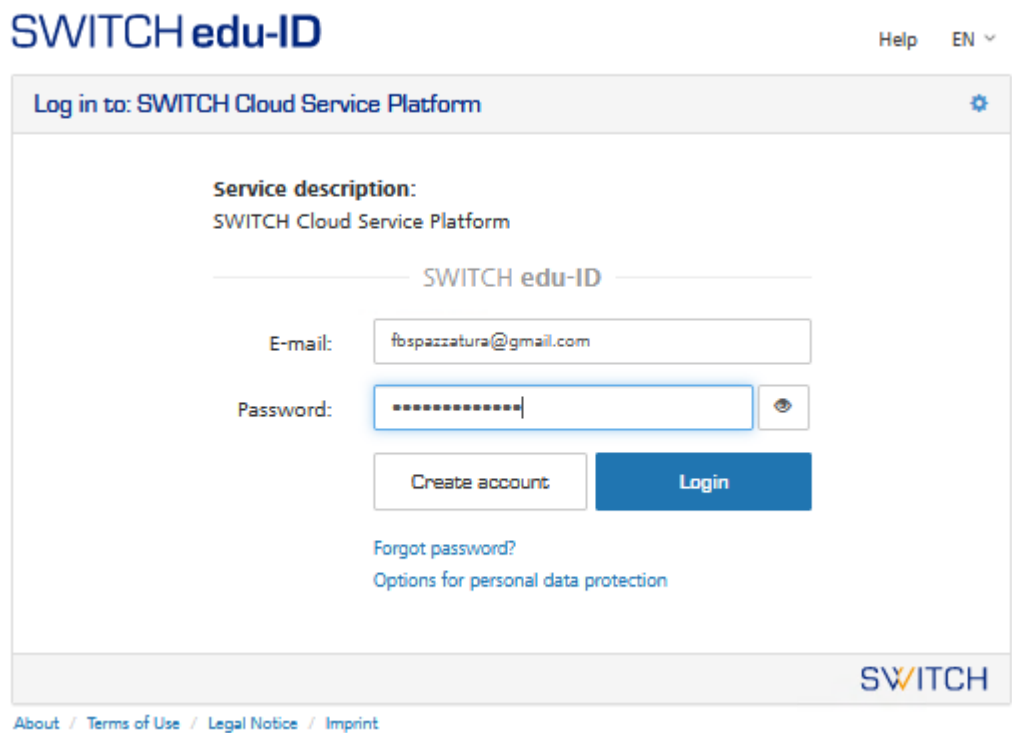 SWITCH edu-ID
Help EN
Log in to: SWITCH Cloud Service Platform
Service description:
SWITCH Cloud Service Platform
SWITCH edu-ID
E-mail: fbspazzatura@gmail.com
Password: •••••••••••••
Create account Login
Forgot password?
Options for personal data protection
SWITCH
About / Terms of Use / Legal Notice / Imprint